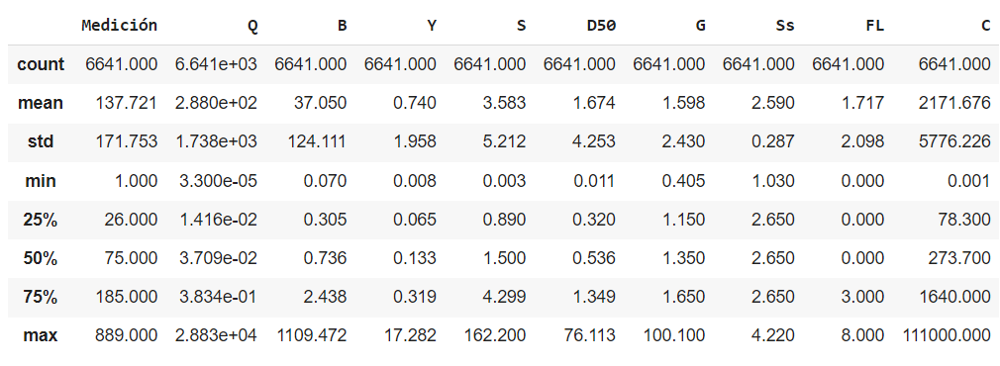 Medición Q B Y S D50 G Ss FL C
count 6641.000 6.641e+03 6641.000 6641.000 6641.000 6641.000 6641.000 6641.000 6641.000 6641.000
mean 137.721 2.880e+02 37.050 0.740 3.583 1.674 1.598 2.590 1.717 2171.676
std 171.753 1.738e+03 124.111 1.958 5.212 4.253 2.430 0.287 2.098 5776.226
min 1.000 3.300e-05 0.070 0.008 0.003 0.011 0.405 1.030 0.000 0.001
25% 26.000 1.416e-02 0.305 0.065 0.890 0.320 1.150 2.650 0.000 78.300
50% 75.000 3.709e-02 0.736 0.133 1.500 0.536 1.350 2.650 0.000 273.700
75% 185.000 3.834e-01 2.438 0.319 4.299 1.349 1.650 2.650 3.000 1640.000
max 889.000 2.883e+04 1109.472 17.282 162.200 76.113 100.100 4.220 8.000 111000.000